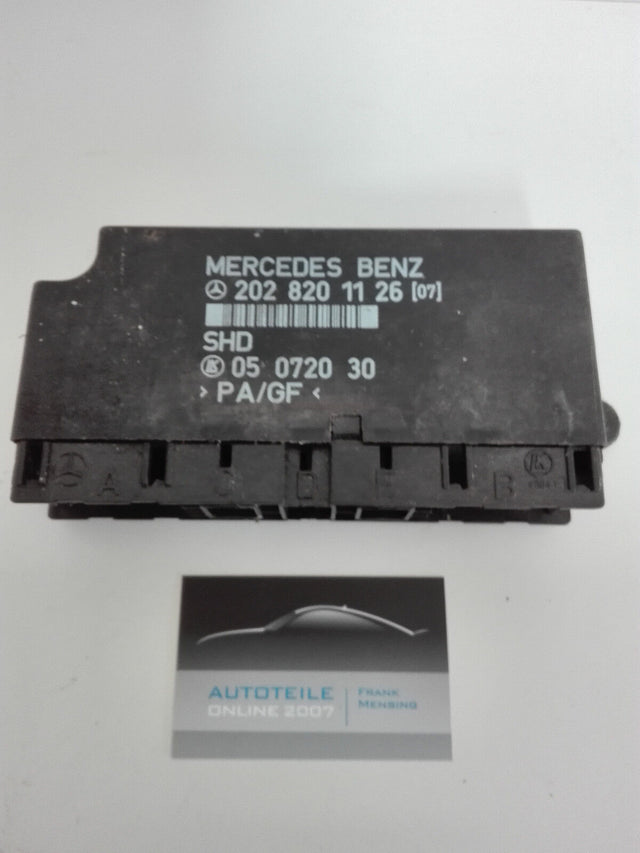 MERCEDES BENZ
202 820 11 26 [07]
SHD
05 0720 30
> PA/GF <
A C D E B
AUTOTEILE
ONLINE 2007
FRANK
MENSING